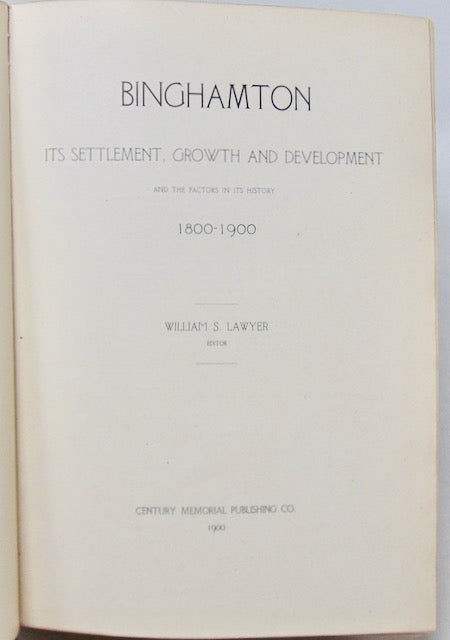 BINGHAMTON
ITS SETTLEMENT, GROWTH AND DEVELOPMENT
AND THE FACTORS IN ITS HISTORY
1800-1900
WILLIAM S. LAWYER
EDITOR
CENTURY MEMORIAL PUBLISHING CO.
1900